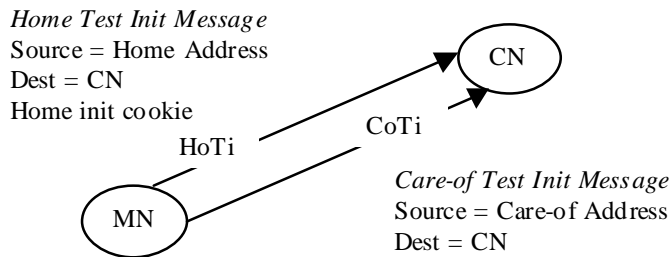 Home Test Init Message
Source = Home Address
Dest = CN
Home init cookie
CN
HoTi
CoTi
MN
Care-of Test Init Message
Source = Care-of Address
Dest = CN